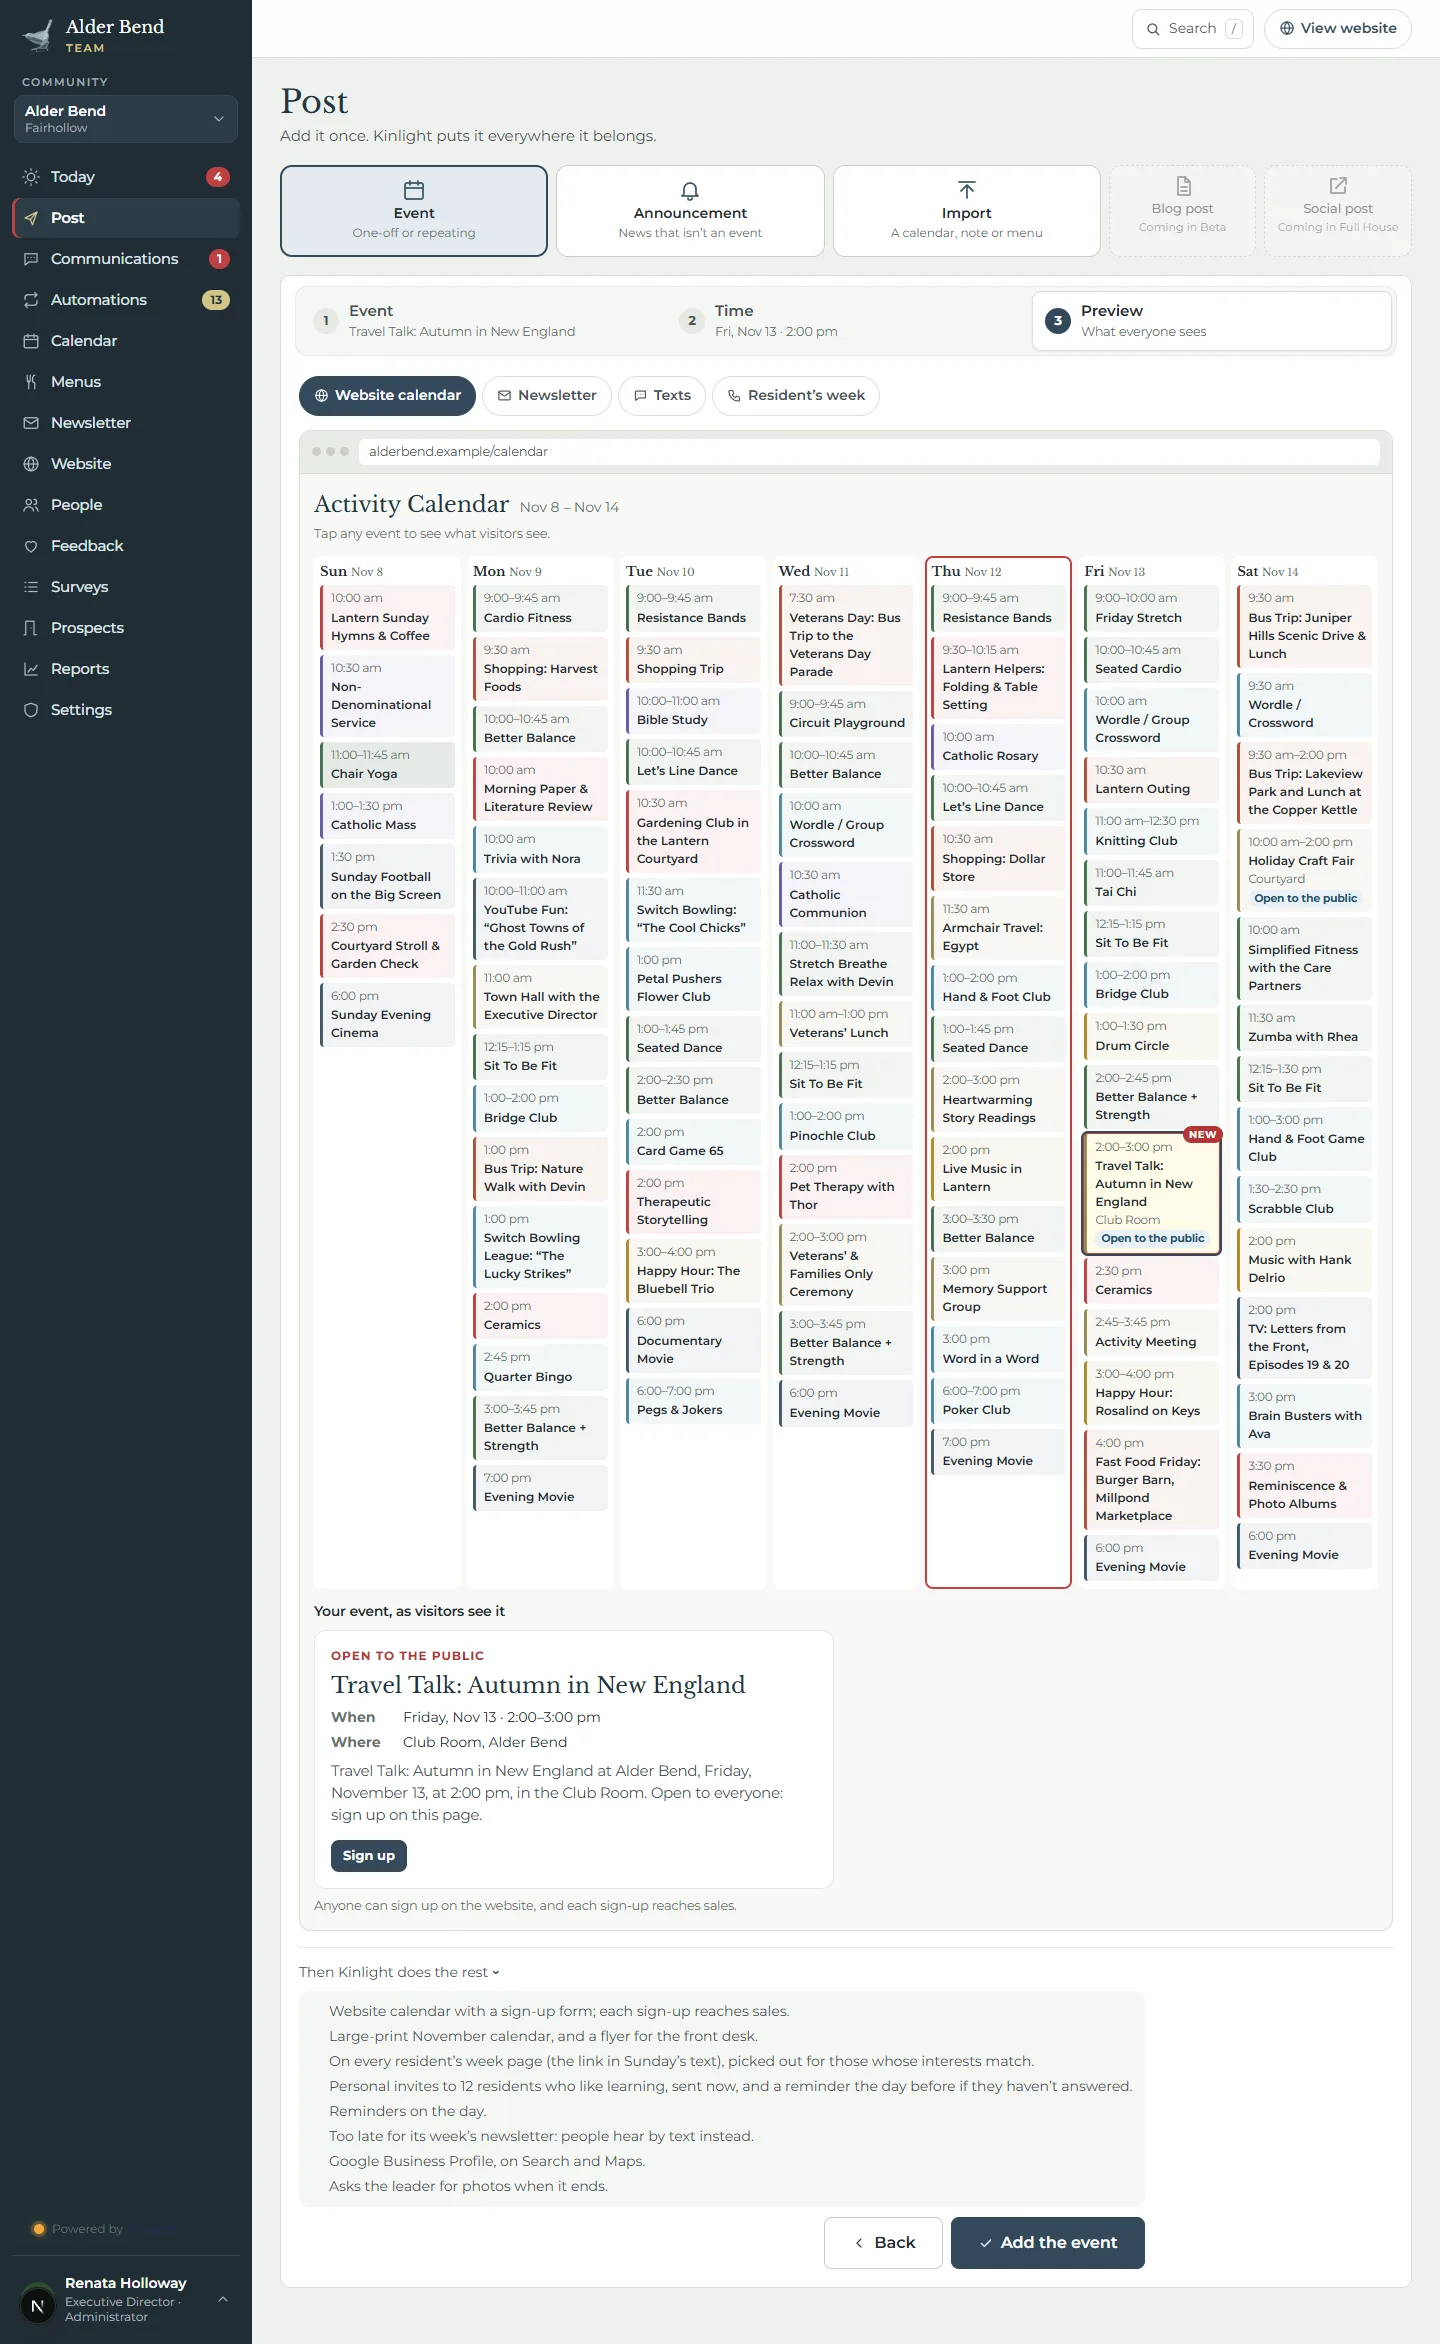 Alder Bend
TEAM
COMMUNITY
Alder Bend
Fairhollow
Today
4
Post
Communications
1
Automations
13
Calendar
Menus
Newsletter
Website
People
Feedback
Surveys
Prospects
Reports
Settings
Powered by
N
Renata Holloway
Executive Director ·
Administrator
Search /
View website
Post
Add it once. Kinlight puts it everywhere it belongs.
Event
One-off or repeating
Announcement
News that isn’t an event
Import
A calendar, note or menu
Blog post
Coming in Beta
Social post
Coming in Full House
1
Event
Travel Talk: Autumn in New England
2
Time
Fri, Nov 13 · 2:00 pm
3
Preview
What everyone sees
Website calendar
Newsletter
Texts
Resident’s week
alderbend.example/calendar
Activity Calendar Nov 8 – Nov 14
Tap any event to see what visitors see.
Sun Nov 8
10:00 am
Lantern Sunday
Hymns & Coffee
10:30 am
Non-
Denominational
Service
11:00–11:45 am
Chair Yoga
1:00–1:30 pm
Catholic Mass
1:30 pm
Sunday Football
on the Big Screen
2:30 pm
Courtyard Stroll &
Garden Check
6:00 pm
Sunday Evening
Cinema
Mon Nov 9
9:00–9:45 am
Cardio Fitness
9:30 am
Shopping: Harvest
Foods
10:00–10:45 am
Better Balance
10:00 am
Morning Paper &
Literature Review
10:00 am
Trivia with Nora
10:00–11:00 am
YouTube Fun:
“Ghost Towns of
the Gold Rush”
11:00 am
Town Hall with the
Executive Director
12:15–1:15 pm
Sit To Be Fit
1:00–2:00 pm
Bridge Club
1:00 pm
Bus Trip: Nature
Walk with Devin
1:00 pm
Switch Bowling
League: “The
Lucky Strikes”
2:00 pm
Ceramics
2:45 pm
Quarter Bingo
3:00–3:45 pm
Better Balance +
Strength
7:00 pm
Evening Movie
Tue Nov 10
9:00–9:45 am
Resistance Bands
9:30 am
Shopping Trip
10:00–11:00 am
Bible Study
10:00–10:45 am
Let’s Line Dance
10:30 am
Gardening Club in
the Lantern
Courtyard
11:30 am
Switch Bowling:
“The Cool Chicks”
1:00 pm
Petal Pushers
Flower Club
1:00–1:45 pm
Seated Dance
2:00–2:30 pm
Better Balance
2:00 pm
Card Game 65
2:00 pm
Therapeutic
Storytelling
3:00–4:00 pm
Happy Hour: The
Bluebell Trio
6:00 pm
Documentary
Movie
6:00–7:00 pm
Pegs & Jokers
Wed Nov 11
7:30 am
Veterans Day: Bus
Trip to the
Veterans Day
Parade
9:00–9:45 am
Circuit Playground
10:00–10:45 am
Better Balance
10:00 am
Wordle / Group
Crossword
10:30 am
Catholic
Communion
11:00–11:30 am
Stretch Breathe
Relax with Devin
11:00 am–1:00 pm
Veterans’ Lunch
12:15–1:15 pm
Sit To Be Fit
1:00–2:00 pm
Pinochle Club
2:00 pm
Pet Therapy with
Thor
2:00–3:00 pm
Veterans’ &
Families Only
Ceremony
3:00–3:45 pm
Better Balance +
Strength
6:00 pm
Evening Movie
Thu Nov 12
9:00–9:45 am
Resistance Bands
9:30–10:15 am
Lantern Helpers:
Folding & Table
Setting
10:00 am
Catholic Rosary
10:00–10:45 am
Let’s Line Dance
10:30 am
Shopping: Dollar
Store
11:30 am
Armchair Travel:
Egypt
1:00–2:00 pm
Hand & Foot Club
1:00–1:45 pm
Seated Dance
2:00–3:00 pm
Heartwarming
Story Readings
2:00 pm
Live Music in
Lantern
3:00–3:30 pm
Better Balance
3:00 pm
Memory Support
Group
3:00 pm
Word in a Word
6:00–7:00 pm
Poker Club
7:00 pm
Evening Movie
Fri Nov 13
9:00–10:00 am
Friday Stretch
10:00–10:45 am
Seated Cardio
10:00 am
Wordle / Group
Crossword
10:30 am
Lantern Outing
11:00 am–12:30 pm
Knitting Club
11:00–11:45 am
Tai Chi
12:15–1:15 pm
Sit To Be Fit
1:00–2:00 pm
Bridge Club
1:00–1:30 pm
Drum Circle
2:00–2:45 pm
Better Balance +
Strength
NEW
2:00–3:00 pm
Travel Talk:
Autumn in New
England
Club Room
Open to the public
2:30 pm
Ceramics
2:45–3:45 pm
Activity Meeting
3:00–4:00 pm
Happy Hour:
Rosalind on Keys
4:00 pm
Fast Food Friday:
Burger Barn,
Millpond
Marketplace
6:00 pm
Evening Movie
Sat Nov 14
9:30 am
Bus Trip: Juniper
Hills Scenic Drive &
Lunch
9:30 am
Wordle /
Crossword
9:30 am–2:00 pm
Bus Trip: Lakeview
Park and Lunch at
the Copper Kettle
10:00 am–2:00 pm
Holiday Craft Fair
Courtyard
Open to the public
10:00 am
Simplified Fitness
with the Care
Partners
11:30 am
Zumba with Rhea
12:15–1:30 pm
Sit To Be Fit
1:00–3:00 pm
Hand & Foot Game
Club
1:30–2:30 pm
Scrabble Club
2:00 pm
Music with Hank
Delrio
2:00 pm
TV: Letters from
the Front,
Episodes 19 & 20
3:00 pm
Brain Busters with
Ava
3:30 pm
Reminiscence &
Photo Albums
6:00 pm
Evening Movie
Your event, as visitors see it
OPEN TO THE PUBLIC
Travel Talk: Autumn in New England
When Friday, Nov 13 · 2:00–3:00 pm
Where Club Room, Alder Bend
Travel Talk: Autumn in New England at Alder Bend, Friday,
November 13, at 2:00 pm, in the Club Room. Open to everyone:
sign up on this page.
Sign up
Anyone can sign up on the website, and each sign-up reaches sales.
Then Kinlight does the rest
Website calendar with a sign-up form; each sign-up reaches sales.
Large-print November calendar, and a flyer for the front desk.
On every resident’s week page (the link in Sunday’s text), picked out for those whose interests match.
Personal invites to 12 residents who like learning, sent now, and a reminder the day before if they haven’t answered.
Reminders on the day.
Too late for its week’s newsletter: people hear by text instead.
Google Business Profile, on Search and Maps.
Asks the leader for photos when it ends.
Back
Add the event